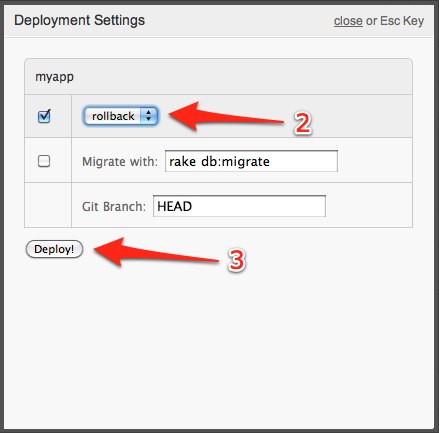 Deployment Settings close or Esc Key
myapp
rollback
2
Migrate with: rake db:migrate
Git Branch: HEAD
Deploy!
3